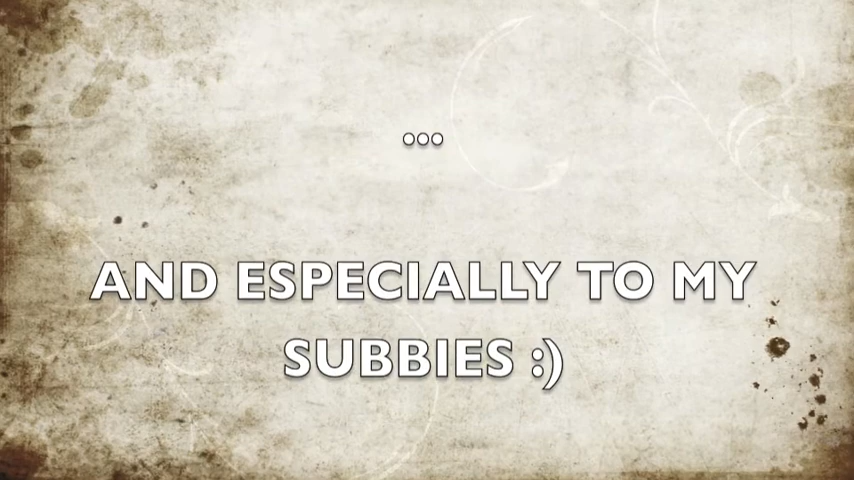 ...
AND ESPECIALLY TO MY
SUBBIES :)